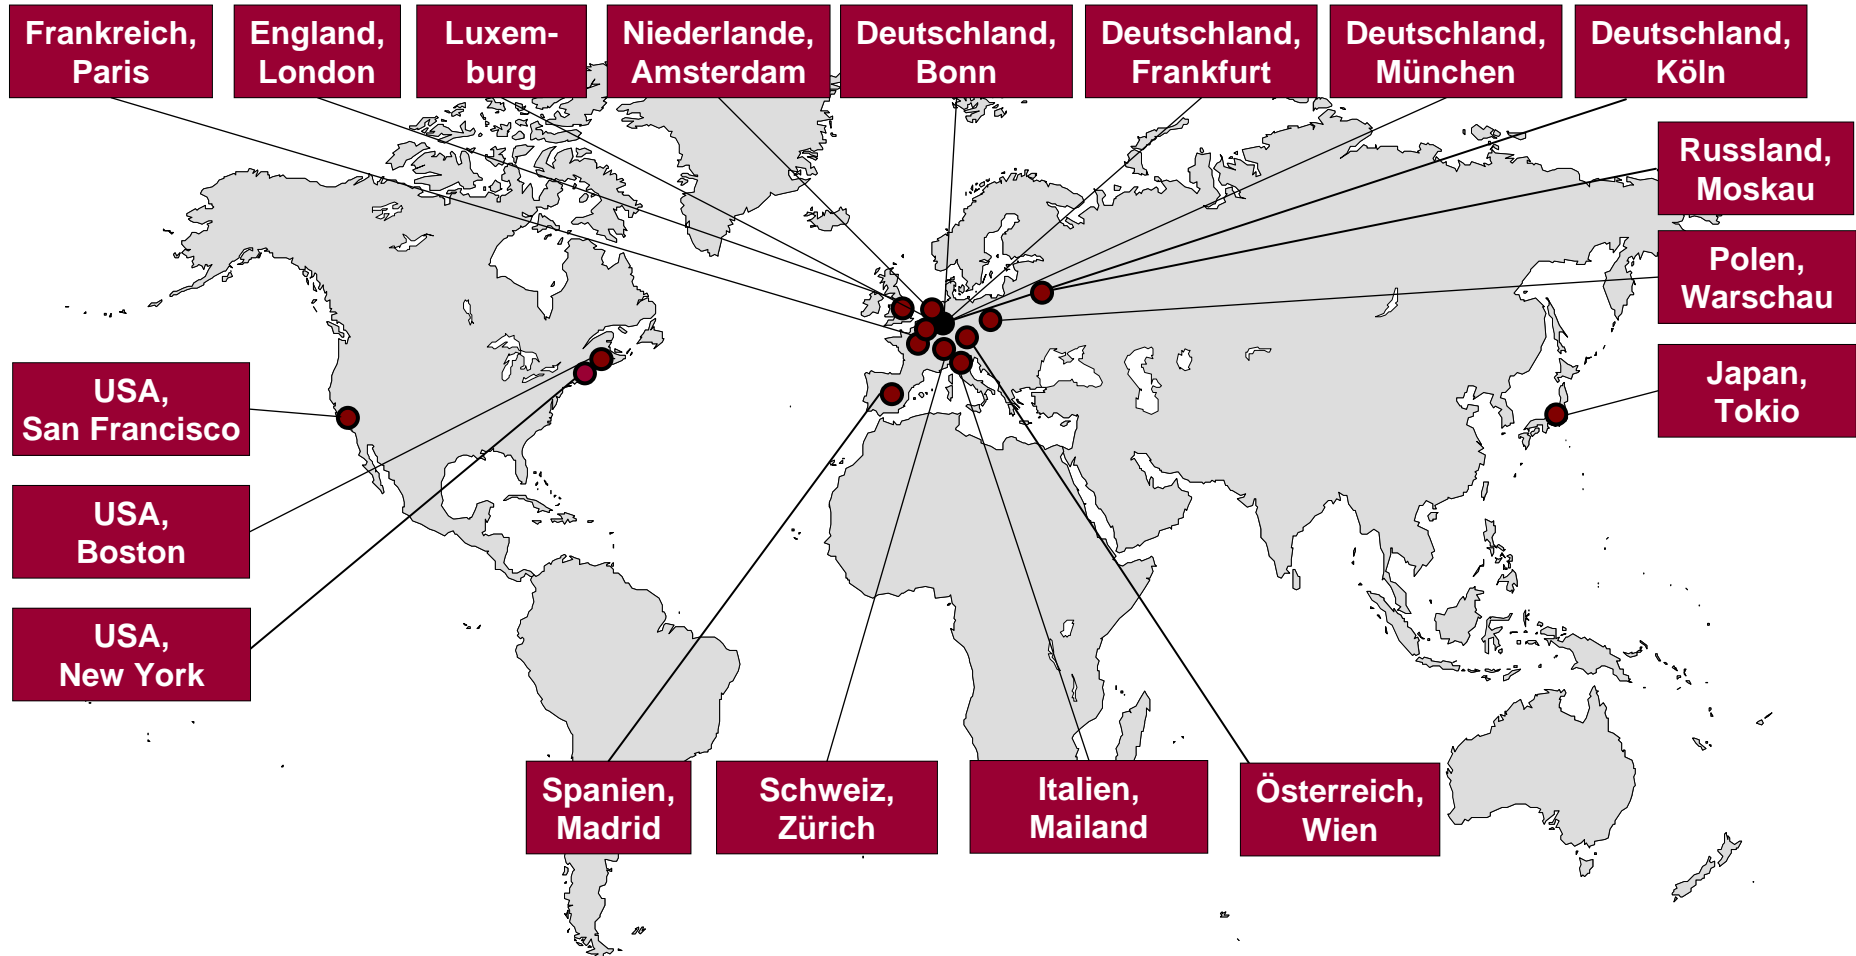 Frankreich,
Paris
England,
London
Luxem-
burg
Niederlande,
Amsterdam
Deutschland,
Bonn
Deutschland,
Frankfurt
Deutschland,
München
Deutschland,
Köln
Russland,
Moskau
Polen,
Warschau
Japan,
Tokio
USA,
San Francisco
USA,
Boston
USA,
New York
Spanien,
Madrid
Schweiz,
Zürich
Italien,
Mailand
Österreich,
Wien